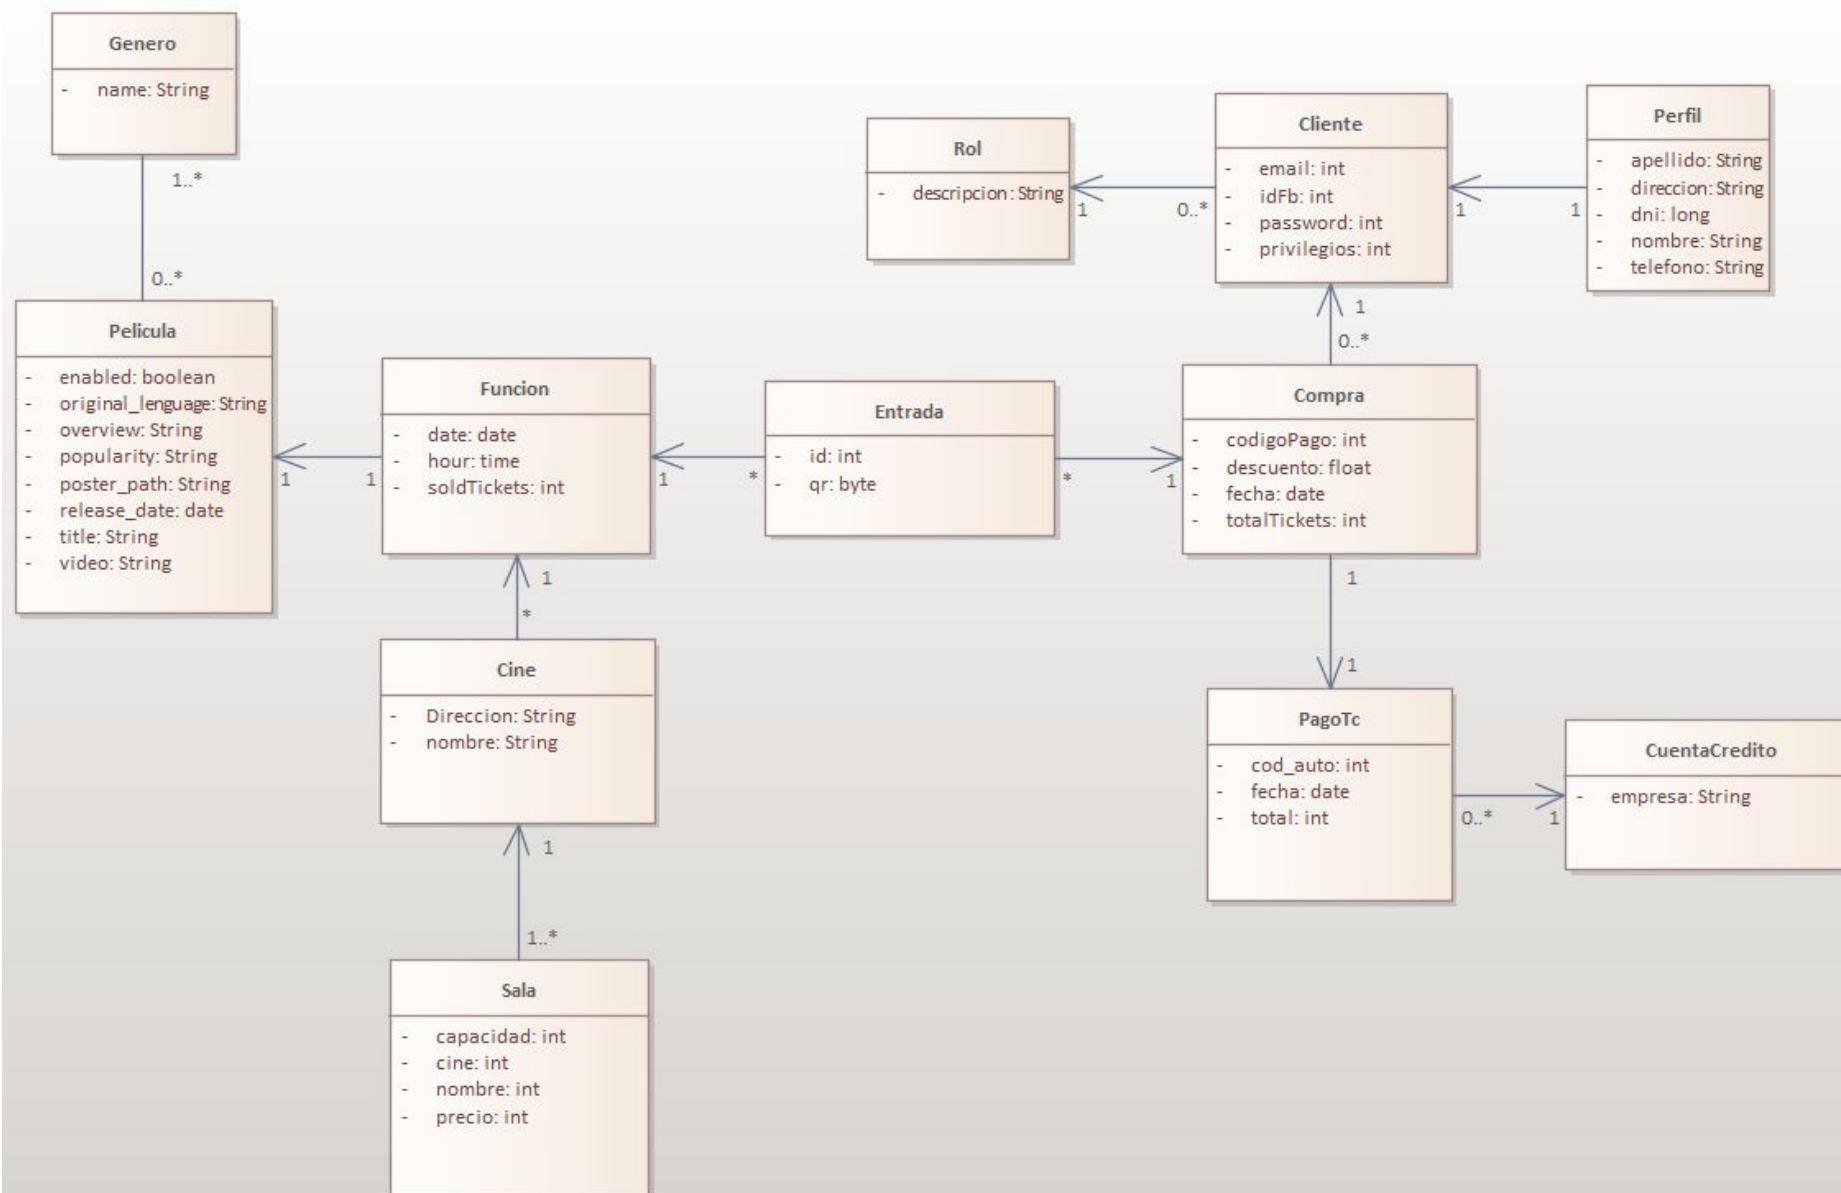 Genero
- name: String
1..*
0..*
Pelicula
- enabled: boolean
- original_lenguage: String
- overview: String
- popularity: String
- poster_path: String
- release_date: date
- title: String
- video: String
1
1
Funcion
- date: date
- hour: time
- soldTickets: int
1
*
Entrada
- id: int
- qr: byte
*
1
1
*
Cine
- Direccion: String
- nombre: String
1
1..*
Sala
- capacidad: int
- cine: int
- nombre: int
- precio: int
Rol
- descripcion: String
1
0..*
Cliente
- email: int
- idFb: int
- password: int
- privilegios: int
1
1
Perfil
- apellido: String
- direccion: String
- dni: long
- nombre: String
- telefono: String
1
0..*
Compra
- codigoPago: int
- descuento: float
- fecha: date
- totalTickets: int
1
1
PagoTc
- cod_auto: int
- fecha: date
- total: int
0..*
1
CuentaCredito
- empresa: String